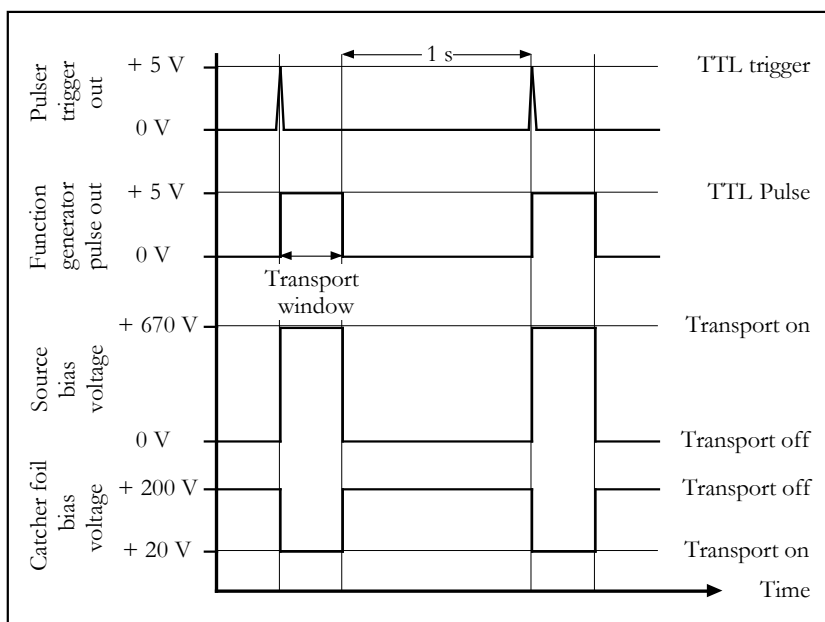 1 s
Pulser
trigger
out
+ 5 V
0 V
TTL trigger
Function
generator
pulse out
+ 5 V
0 V
TTL Pulse
Transport
window
Source
bias
voltage
+ 670 V
0 V
Transport on
Transport off
Catcher foil
bias
voltage
+ 200 V
+ 20 V
Transport off
Transport on
Time